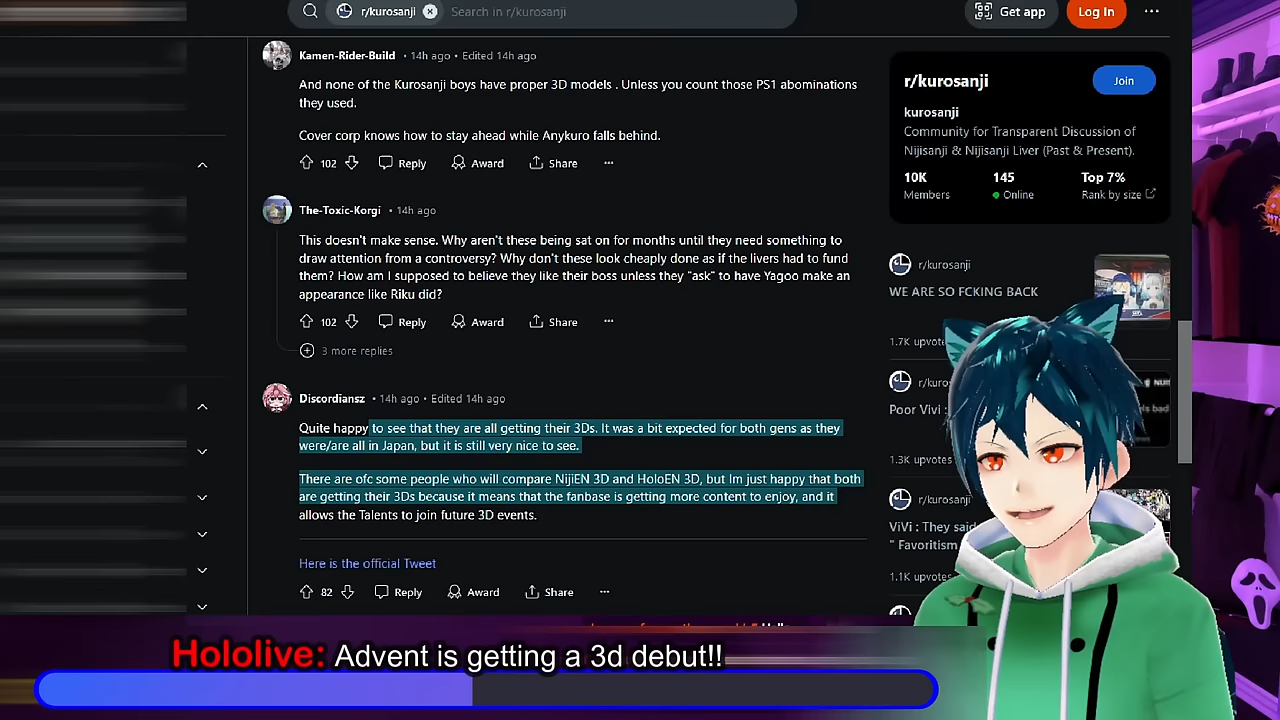 r/kurosanji
Search in r/kurosanji
Get app
Log In
Kamen-Rider-Build • 14h ago • Edited 14h ago
And none of the Kurosanji boys have proper 3D models . Unless you count those PS1 abominations
they used.
Cover corp knows how to stay ahead while Anykuro falls behind.
102
Reply
Award
Share
The-Toxic-Korgi • 14h ago
This doesn't make sense. Why aren't these being sat on for months until they need something to
draw attention from a controversy? Why don't these look cheaply done as if the livers had to fund
them? How am I supposed to believe they like their boss unless they "ask" to have Yagoo make an
appearance like Riku did?
102
Reply
Award
Share
3 more replies
Discordiansz • 14h ago • Edited 14h ago
Quite happy to see that they are all getting their 3Ds. It was a bit expected for both gens as they
were/are all in Japan, but it is still very nice to see.
There are ofc some people who will compare NijiEN 3D and HoloEN 3D, but Im just happy that both
are getting their 3Ds because it means that the fanbase is getting more content to enjoy, and it
allows the Talents to join future 3D events.
Here is the official Tweet
82
Reply
Award
Share
r/kurosanji
Join
kurosanji
Community for Transparent Discussion of
Nijisanji & Nijisanji Liver (Past & Present).
10K
145
Top 7%
Members
Online
Rank by size
r/kurosanji
WE ARE SO FCKING BACK
1.7K upvote
r/kuro
Poor Vivi :
1.3K upvotes
r/kurosanji
ViVi : They said
" Favoritism
1.1K upvotes
Hololive: Advent is getting a 3d debut!!